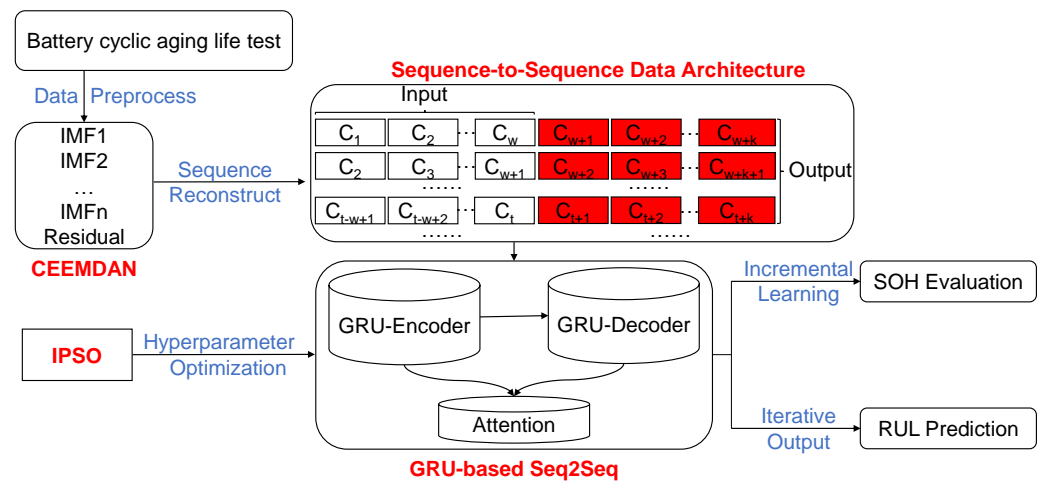 Battery cyclic aging life test
Data Preprocess
IMF1
IMF2
...
IMFn
Residual
CEEMDAN
Sequence
Reconstruct
Sequence-to-Sequence Data Architecture
Input
C1 C2 ... Cw Cw+1 Cw+2 ... Cw+k
C2 C3 ... Cw+1 Cw+2 Cw+3 ... Cw+k+1
...... ......
Ct-w+1 Ct-w+2 ... Ct Ct+1 Ct+2 ... Ct+k
...... ......
Output
IPSO
Hyperparameter
Optimization
GRU-Encoder
GRU-Decoder
Attention
GRU-based Seq2Seq
Incremental
Learning
SOH Evaluation
Iterative
Output
RUL Prediction